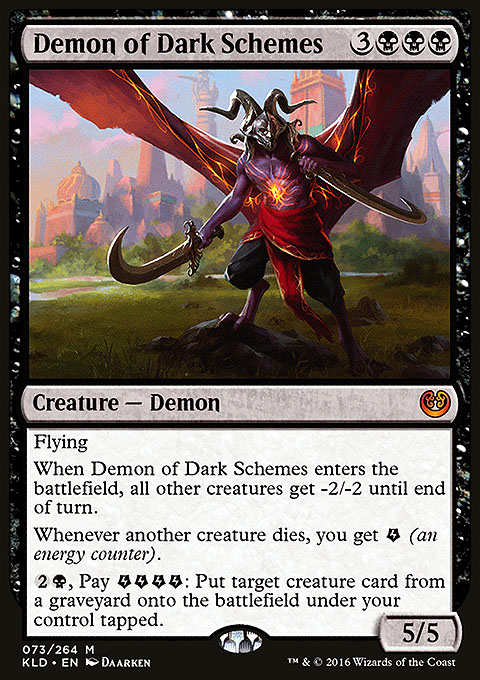 Demon of Dark Schemes 3
Creature — Demon
Flying
When Demon of Dark Schemes enters the
battlefield, all other creatures get -2/-2 until end
of turn.
Whenever another creature dies, you get (an
energy counter).
2, Pay : Put target creature card from
a graveyard onto the battlefield under your
control tapped.
5/5
073/264 M
KLD • EN DAARKEN
™ & © 2016 Wizards of the Coast